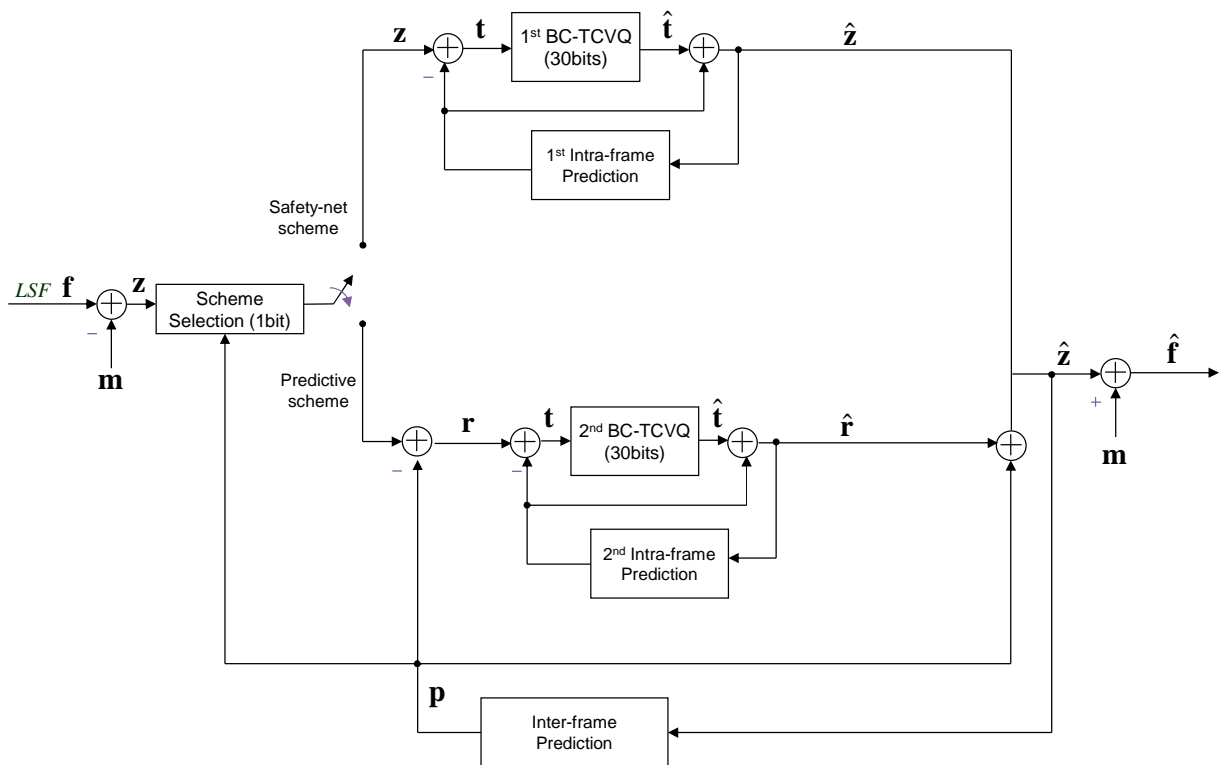 z
t
1st BC-TCVQ
(30bits)
t̂
ẑ
−
1st Intra-frame
Prediction
Safety-net
scheme
LSF f
z
Scheme
Selection (1bit)
−
m
Predictive
scheme
ẑ
f̂
+
m
r
t
2nd BC-TCVQ
(30bits)
t̂
r̂
−
−
2nd Intra-frame
Prediction
p
Inter-frame
Prediction